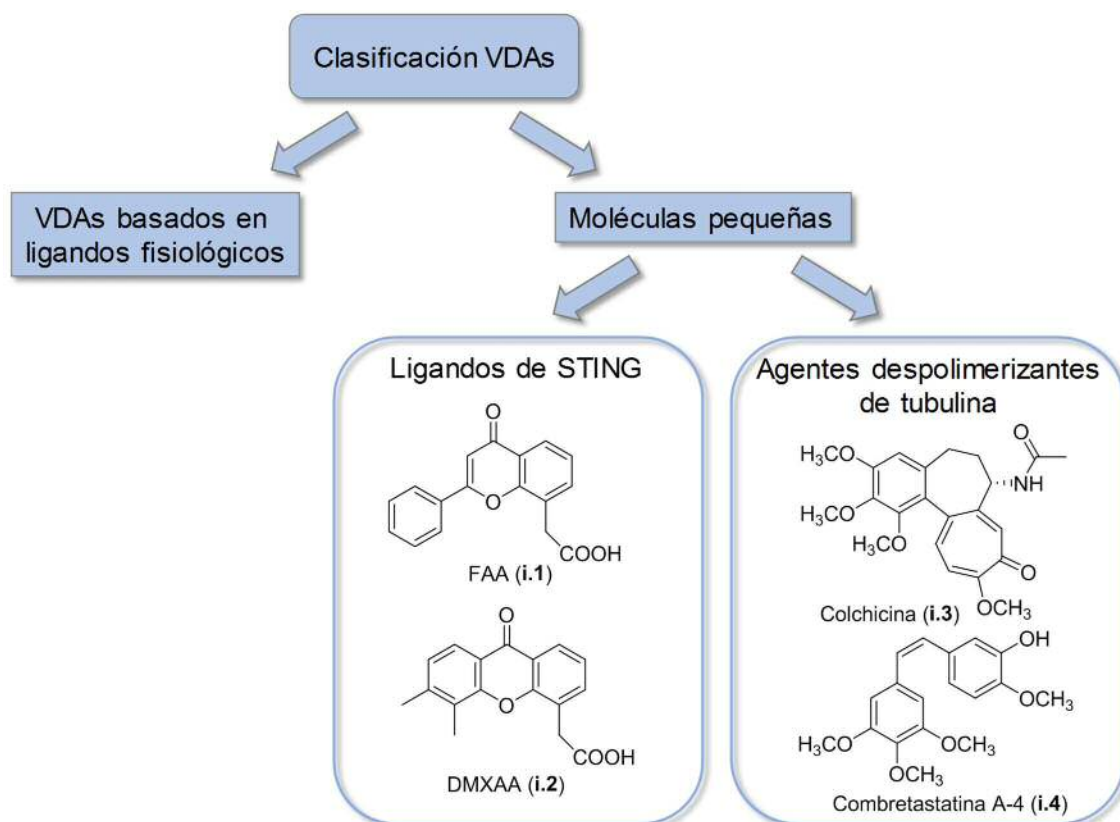 Clasificación VDAs
VDAs basados en
ligandos fisiológicos
Moléculas pequeñas
Ligandos de STING
O
O
COOH
FAA (i.1)
O
O
COOH
DMXAA (i.2)
Agentes despolimerizantes
de tubulina
O
H₃CO
NH
H₃CO
H₃CO
O
OCH₃
Colchicina (i.3)
OH
OCH₃
H₃CO
OCH₃
OCH₃
Combretastatina A-4 (i.4)